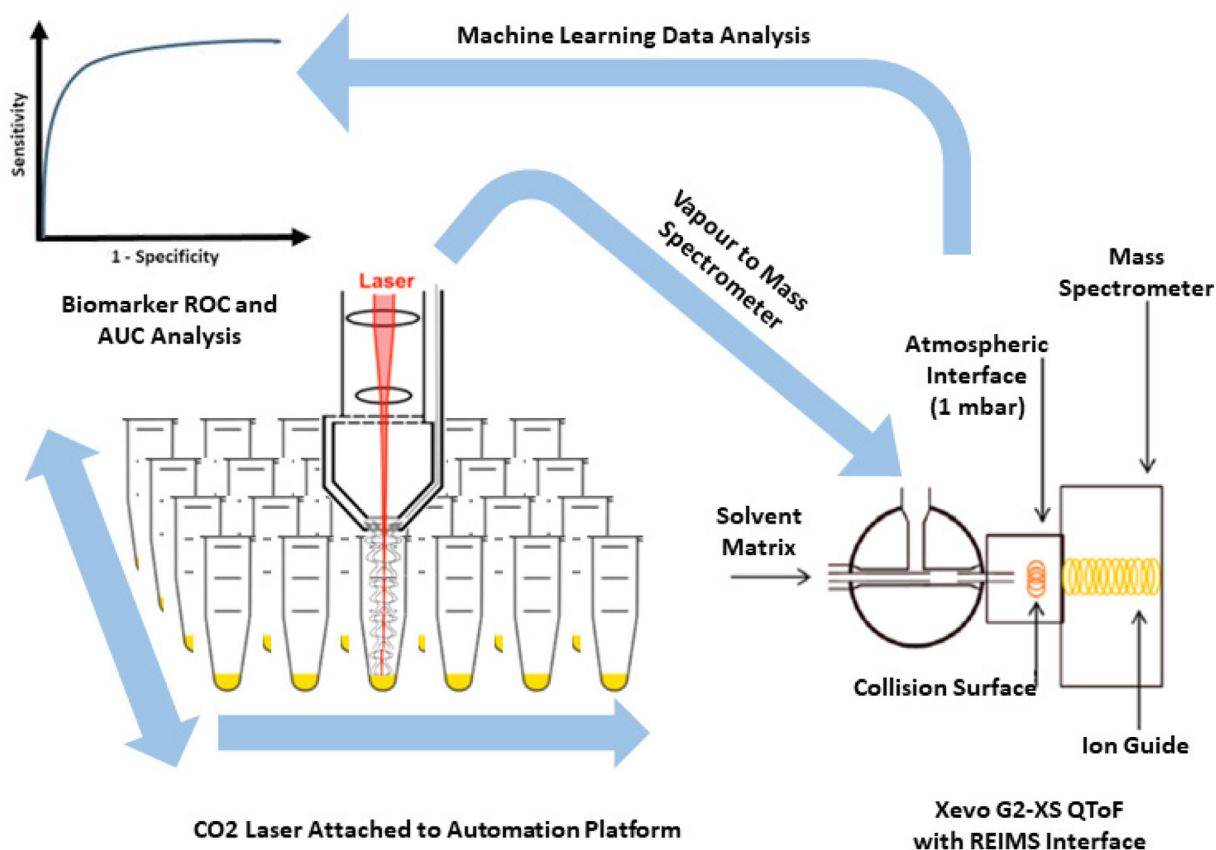 Machine Learning Data Analysis
Sensitivity
1 - Specificity
Biomarker ROC and
AUC Analysis
Laser
Vapour to Mass
Spectrometer
Mass
Spectrometer
Atmospheric
Interface
(1 mbar)
Solvent
Matrix
Collision Surface
Ion Guide
CO2 Laser Attached to Automation Platform
Xevo G2-XS QToF
with REIMS Interface